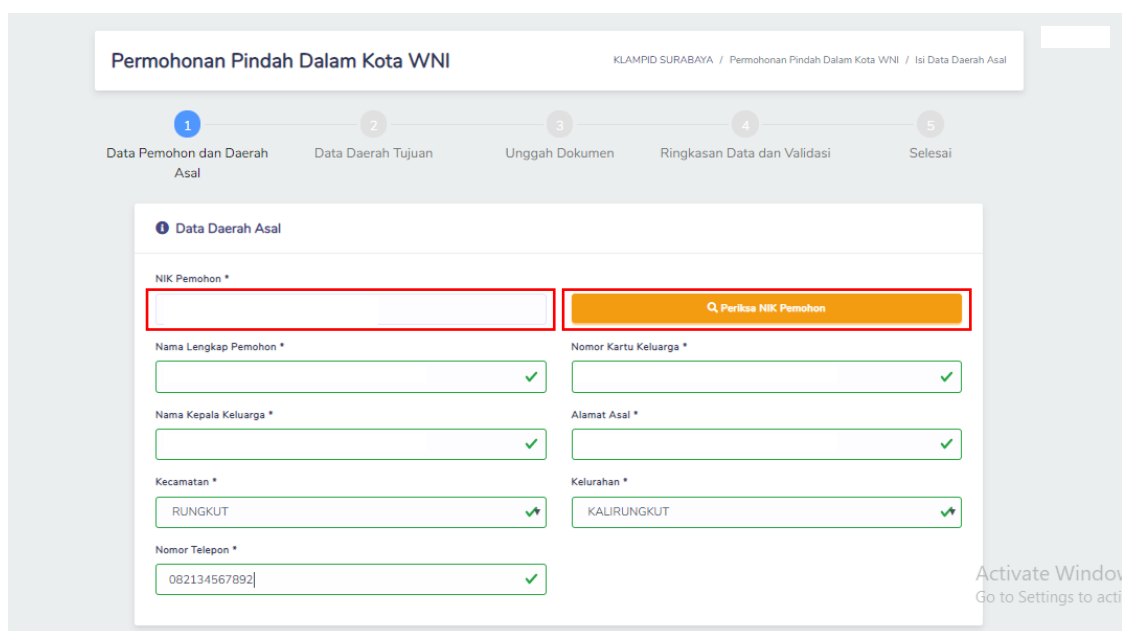 Permohonan Pindah Dalam Kota WNI
KLAMPID SURABAYA / Permohonan Pindah Dalam Kota WNI / Isi Data Daerah Asal
1
2
3
4
5
Data Pemohon dan Daerah
Asal
Data Daerah Tujuan
Unggah Dokumen
Ringkasan Data dan Validasi
Selesai
Data Daerah Asal
NIK Pemohon *
Periksa NIK Pemohon
Nama Lengkap Pemohon *
Nomor Kartu Keluarga *
Nama Kepala Keluarga *
Alamat Asal *
Kecamatan *
Kelurahan *
RUNGKUT
KALIRUNGKUT
Nomor Telepon *
082134567892
Activate Window
Go to Settings to acti